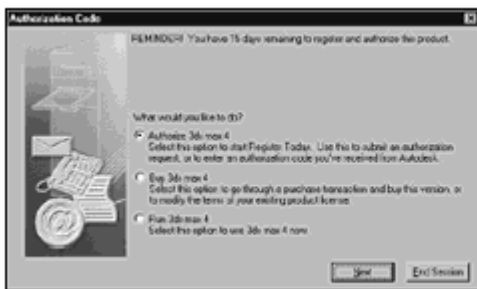 Authorization Code
REMINDER! You have 15 days remaining to register and authorize this product.
What would you like to do?
Authorize 3ds max 4
Select this option to start Register Today. Use this to submit an authorization
request, or to enter an authorization code you've received from Autodesk.
Buy 3ds max 4
Select this option to go through a purchase transaction and buy this version, or
to modify the terms of your existing product license.
Run 3ds max 4
Select this option to use 3ds max 4 now.
Next
End Session